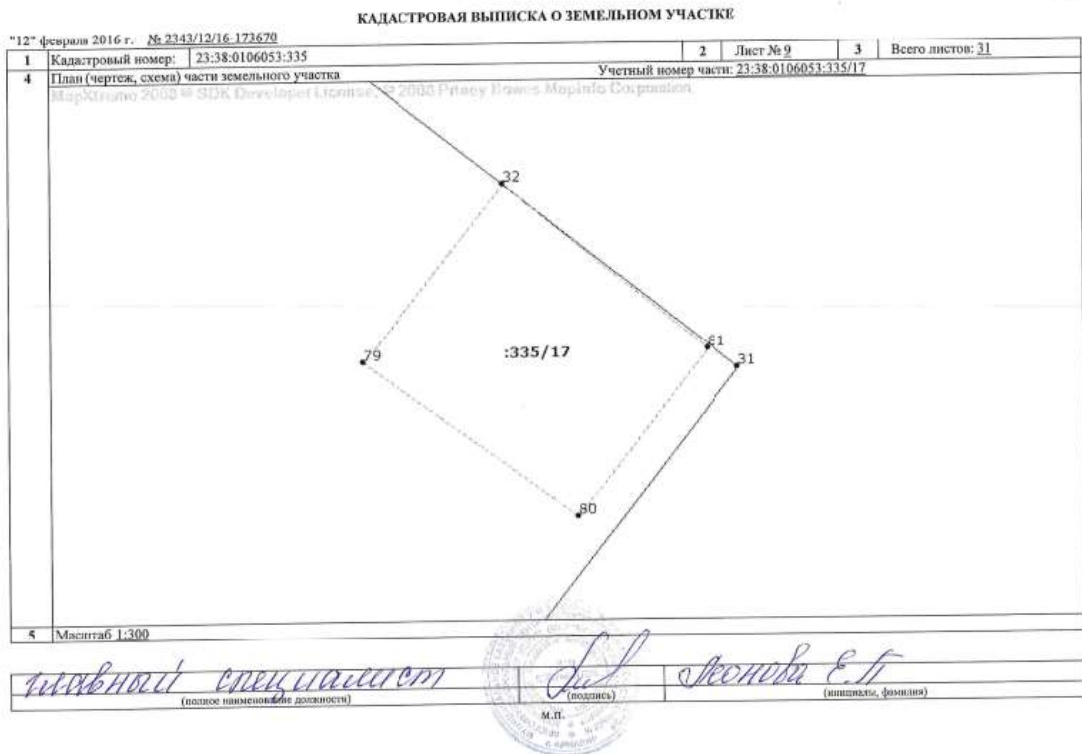 КАДАСТРОВАЯ ВЫПИСКА О ЗЕМЕЛЬНОМ УЧАСТКЕ
"12" февраля 2016 г. № 2343/12/16-173670
1 Кадастровый номер: 23:38:0106053:335 2 Лист № 9 3 Всего листов: 31
4 План (чертеж, схема) части земельного участка Учетный номер части: 23:38:0106053:335/17
MapXtreme 2008 ® SDK Developer License. © 2008 Pitney Bowes MapInfo Corporation
32
79
:335/17
61
31
80
5 Масштаб 1:300
главный специалист Леонова Е.П
(полное наименование должности) (подпись) (инициалы, фамилия)
М.П.